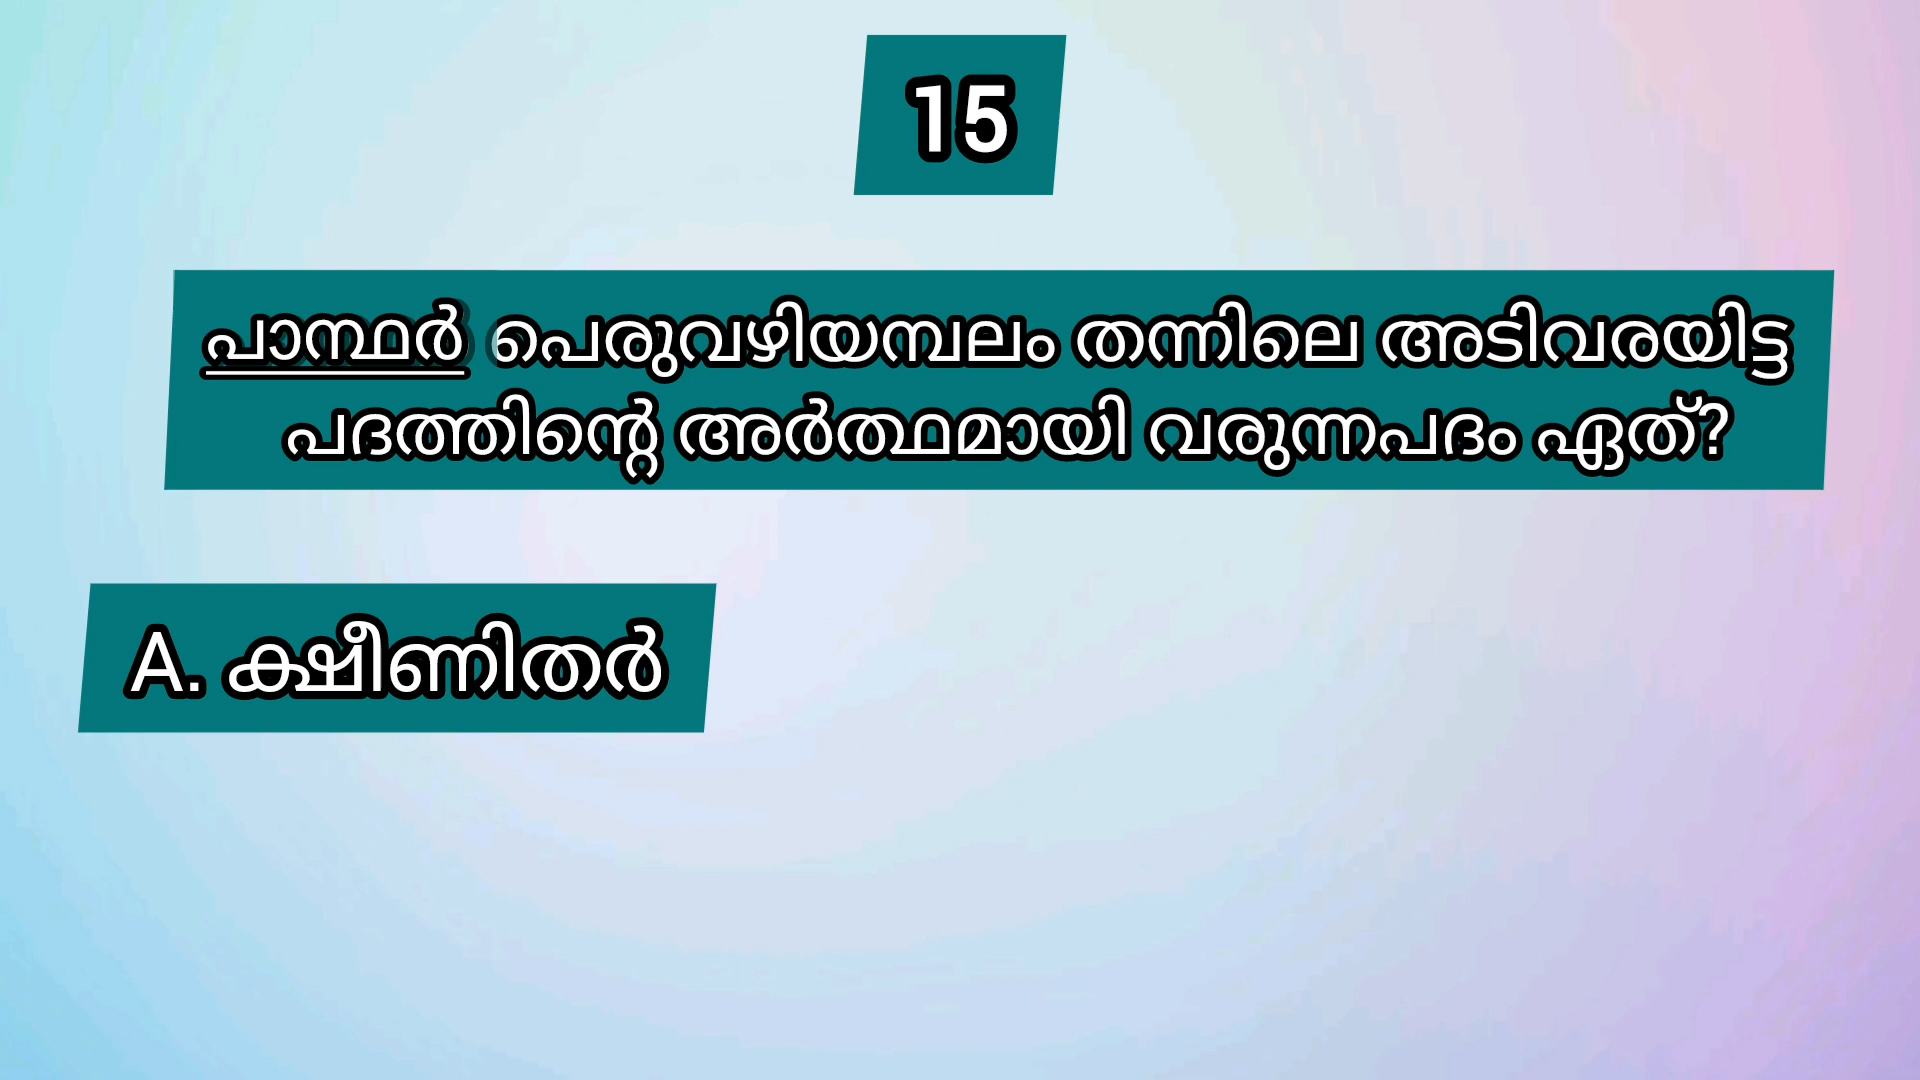 15
പാന്ഥർ പെരുവഴിയമ്പലം തന്നിലെ അടിവരയിട്ട
പദത്തിന്റെ അർത്ഥമായി വരുന്നപദം ഏത്?
A. ക്ഷീണിതർ